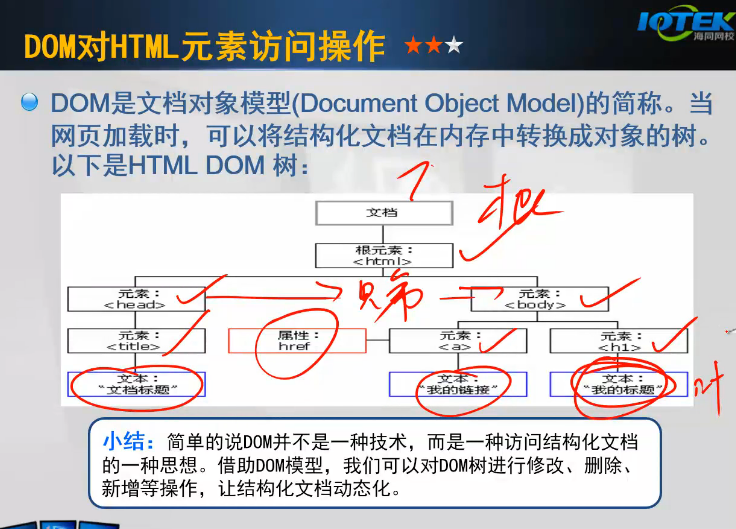 DOM对HTML元素访问操作
IOTEK
海同网校
DOM是文档对象模型(Document Object Model)的简称。当
网页加载时，可以将结构化文档在内存中转换成对象的树。
以下是HTML DOM 树：
文档
根
根元素：
<html>
元素：
<head>
兄弟
元素：
<body>
元素：
<title>
属性：
href
元素：
<a>
元素：
<h1>
文本：
“文档标题”
文本：
“我的链接”
文本：
“我的标题”
叶
小结：简单的说DOM并不是一种技术，而是一种访问结构化文档
的一种思想。借助DOM模型，我们可以对DOM树进行修改、删除、
新增等操作，让结构化文档动态化。